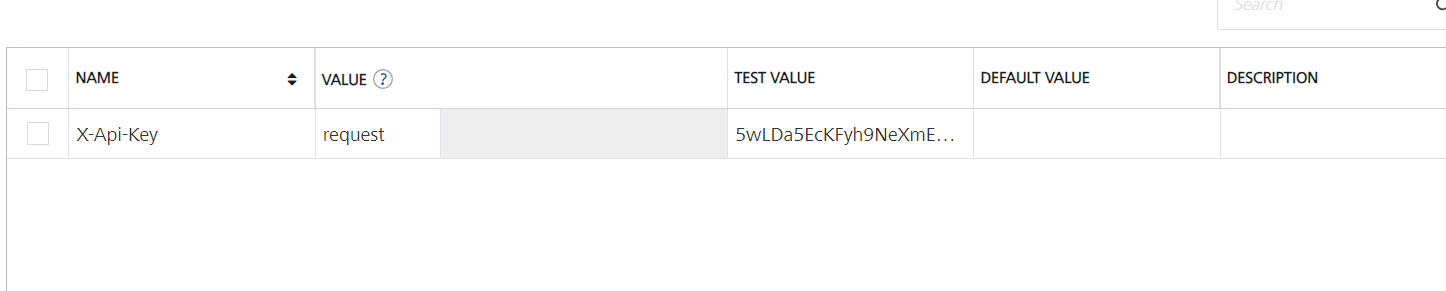 Search
NAME VALUE ? TEST VALUE DEFAULT VALUE DESCRIPTION
X-Api-Key request 5wLDa5EcKFyh9NeXmE...